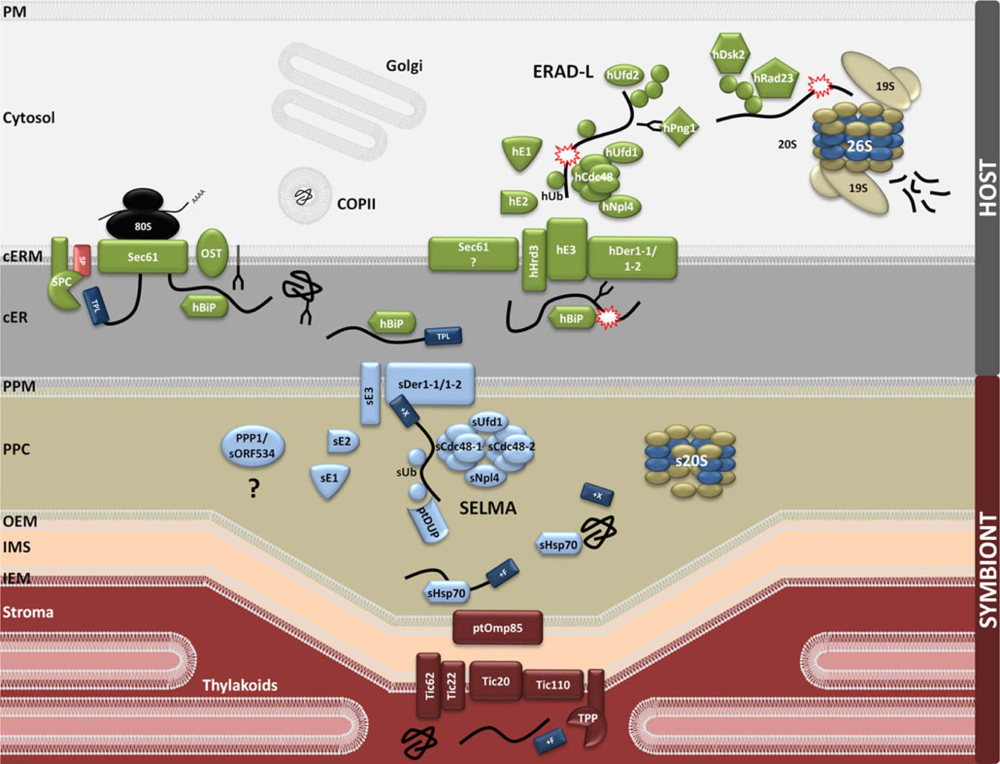 PM
Cytosol
cERM
cER
PPM
PPC
OEM
IMS
IEM
Stroma
Thylakoids
HOST
SYMBIONT
Golgi
COPII
ERAD-L
hUfd2
hDsk2
hRad23
19S
20S
26S
19S
hPng1
hE1
hUfd1
hCdc48
hE2
hUb
hNpl4
AAAA
80S
SP
Sec61
OST
SPC
TPL
hBiP
Sec61
?
hHrd3
hE3
hDer1-1/
1-2
hBiP
hBiP
TPL
sE3
sDer1-1/1-2
+X
PPP1/
sORF534
?
sE2
sE1
sUb
sUfd1
sCdc48-1
sCdc48-2
sNpl4
s20S
ptDUP
SELMA
+X
sHsp70
+F
sHsp70
ptOmp85
Tic62
Tic22
Tic20
Tic110
TPP
+F